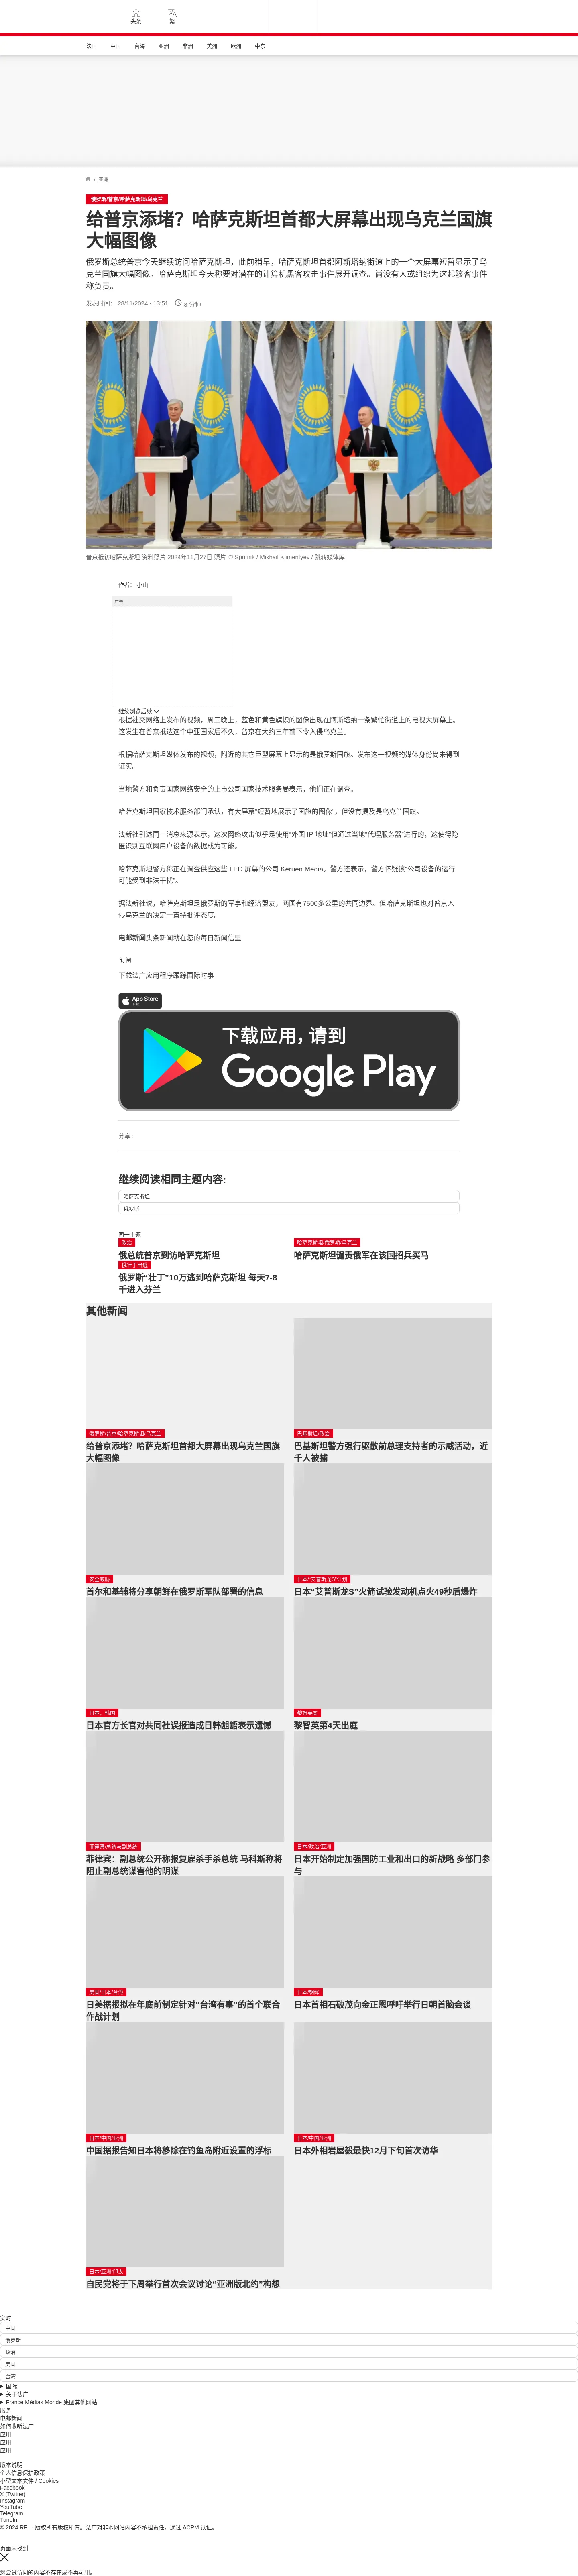 头条
繁
法国
中国
台海
亚洲
非洲
美洲
欧洲
中东
/ 亚洲
俄罗斯/普京/哈萨克斯坦/乌克兰
给普京添堵？哈萨克斯坦首都大屏幕出现乌克兰国旗
大幅图像
俄罗斯总统普京今天继续访问哈萨克斯坦，此前稍早，哈萨克斯坦首都阿斯塔纳街道上的一个大屏幕短暂显示了乌
克兰国旗大幅图像。哈萨克斯坦今天称要对潜在的计算机黑客攻击事件展开调查。尚没有人或组织为这起骇客事件
称负责。
发表时间： 28/11/2024 - 13:51
3 分钟
普京抵访哈萨克斯坦 资料照片 2024年11月27日 照片 © Sputnik / Mikhail Klimentyev / 路转媒体库
作者： 小山
广告
继续浏览后续
根据社交网络上发布的视频，周三晚上，蓝色和黄色旗帜的图像出现在阿斯塔纳一条繁忙街道上的电视大屏幕上。
这发生在普京抵达这个中亚国家后不久，普京在大约三年前下令入侵乌克兰。
根据哈萨克斯坦媒体发布的视频，附近的其它巨型屏幕上显示的是俄罗斯国旗。发布这一视频的媒体身份尚未得到
证实。
当地警方和负责国家网络安全的上市公司国家技术服务局表示，他们正在调查。
哈萨克斯坦国家技术服务部门承认，有大屏幕“短暂地展示了国旗的图像”，但没有提及是乌克兰国旗。
法新社引述同一消息来源表示，这次网络攻击似乎是使用“外国 IP 地址”但通过当地“代理服务器”进行的，这使得隐
匿识别互联网用户设备的数据成为可能。
哈萨克斯坦警方称正在调查供应这些 LED 屏幕的公司 Keruen Media。警方还表示，警方怀疑该“公司设备的运行
可能受到非法干扰”。
据法新社说，哈萨克斯坦是俄罗斯的军事和经济盟友，两国有7500多公里的共同边界。但哈萨克斯坦也对普京入
侵乌克兰的决定一直持批评态度。
电邮新闻头条新闻就在您的每日新闻信里
订阅
下载法广应用程序跟踪国际时事
App Store
下载
下载应用，请到
Google Play
分享 :
继续阅读相同主题内容:
哈萨克斯坦
俄罗斯
同一主题
政治
俄总统普京到访哈萨克斯坦
哈萨克斯坦/俄罗斯/乌克兰
哈萨克斯坦谴责俄军在该国招兵买马
俄壮丁出逃
俄罗斯“壮丁”10万逃到哈萨克斯坦 每天7-8
千进入芬兰
其他新闻
俄罗斯/普京/哈萨克斯坦/乌克兰
给普京添堵？哈萨克斯坦首都大屏幕出现乌克兰国旗
大幅图像
巴基斯坦/政治
巴基斯坦警方强行驱散前总理支持者的示威活动，近
千人被捕
安全威胁
首尔和基辅将分享朝鲜在俄罗斯军队部署的信息
日本/“艾普斯龙S”计划
日本“艾普斯龙S”火箭试验发动机点火49秒后爆炸
日本，韩国
日本官方长官对共同社误报造成日韩龃龉表示遗憾
黎智英案
黎智英第4天出庭
菲律宾/总统与副总统
菲律宾：副总统公开称报复雇杀手杀总统 马科斯称将
阻止副总统谋害他的阴谋
日本/政治/亚洲
日本开始制定加强国防工业和出口的新战略 多部门参
与
美国/日本/台湾
日美据报拟在年底前制定针对“台湾有事”的首个联合
作战计划
日本/朝鲜
日本首相石破茂向金正恩呼吁举行日朝首脑会谈
日本/中国/亚洲
中国据报告知日本将移除在钓鱼岛附近设置的浮标
日本/中国/亚洲
日本外相岩屋毅最快12月下旬首次访华
日本/亚洲/印太
自民党将于下周举行首次会议讨论“亚洲版北约”构想
实时
中国
俄罗斯
政治
美国
台湾
国际
关于法广
France Médias Monde 集团其他网站
服务
电邮新闻
如何收听法广
应用
应用
应用
版本说明
个人信息保护政策
小型文本文件 / Cookies
Facebook
X (Twitter)
Instagram
YouTube
Telegram
TuneIn
© 2024 RFI – 版权所有版权所有。法广对非本网站内容不承担责任。通过 ACPM 认证。
页面未找到
您尝试访问的内容不存在或不再可用。